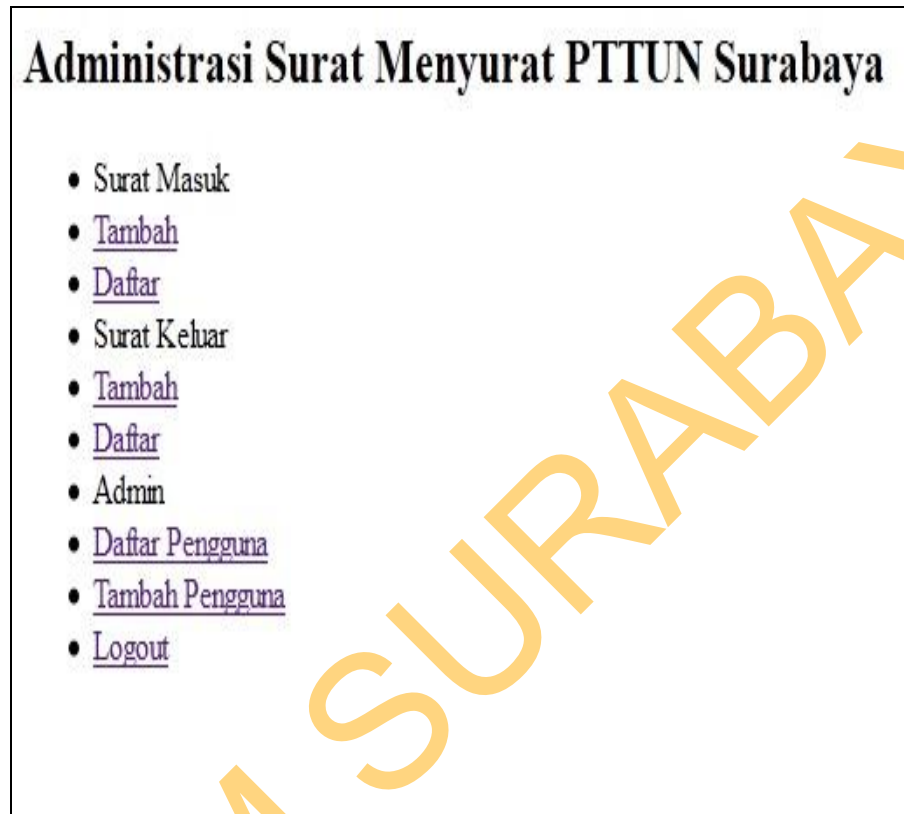 Administrasi Surat Menyurat PTTUN Surabaya
• Surat Masuk
• Tambah
• Daftar
• Surat Keluar
• Tambah
• Daftar
• Admin
• Daftar Pengguna
• Tambah Pengguna
• Logout
M SURABAY